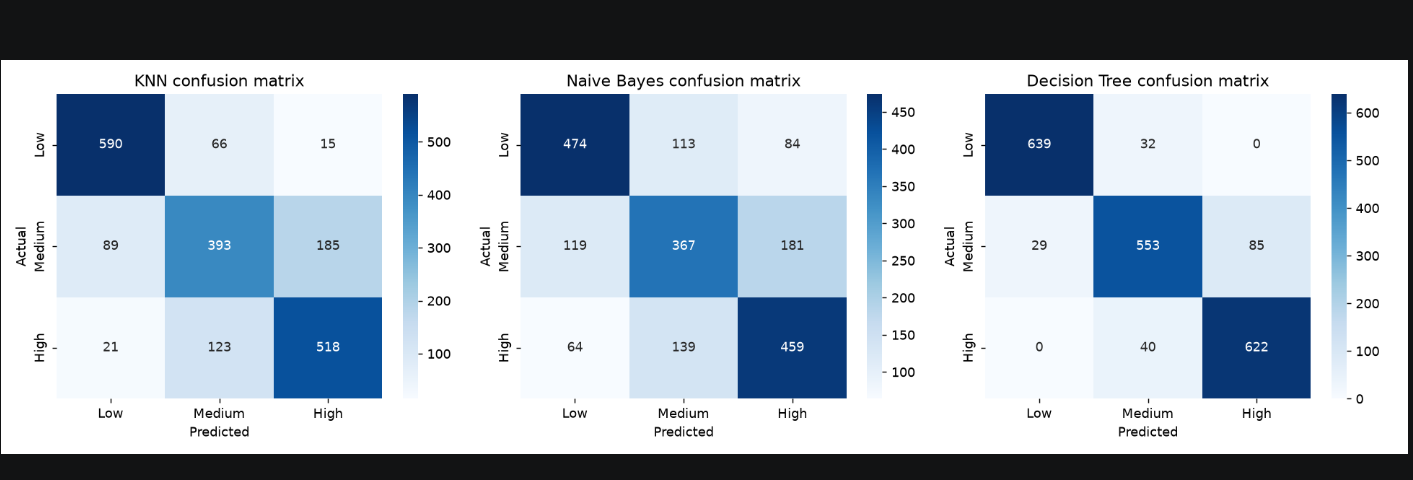 KNN confusion matrix
Actual
Low
Medium
High
590 66 15
89 393 185
21 123 518
Low Medium High
Predicted
500
400
300
200
100
Naive Bayes confusion matrix
Actual
Low
Medium
High
474 113 84
119 367 181
64 139 459
Low Medium High
Predicted
450
400
350
300
250
200
150
100
Decision Tree confusion matrix
Actual
Low
Medium
High
639 32 0
29 553 85
0 40 622
Low Medium High
Predicted
600
500
400
300
200
100
0